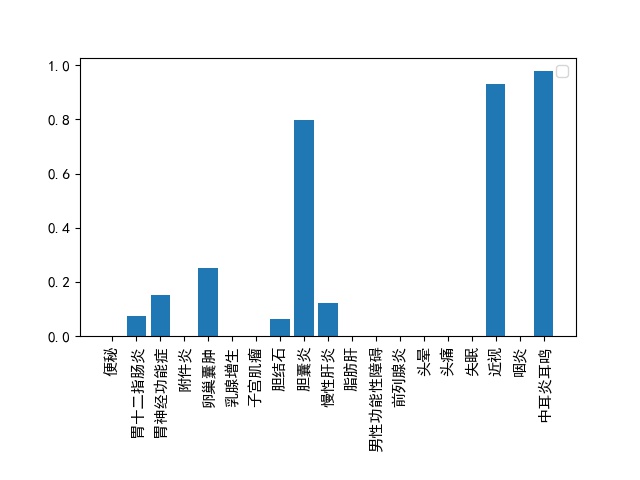 1.0
0.8
0.6
0.4
0.2
0.0
便秘
胃十二指肠炎
胃神经功能症
附件炎
卵巢囊肿
乳腺增生
子宫肌瘤
胆结石
胆囊炎
慢性肝炎
脂肪肝
男性功能性障碍
前列腺炎
头晕
头痛
失眠
近视
咽炎
中耳炎耳鸣